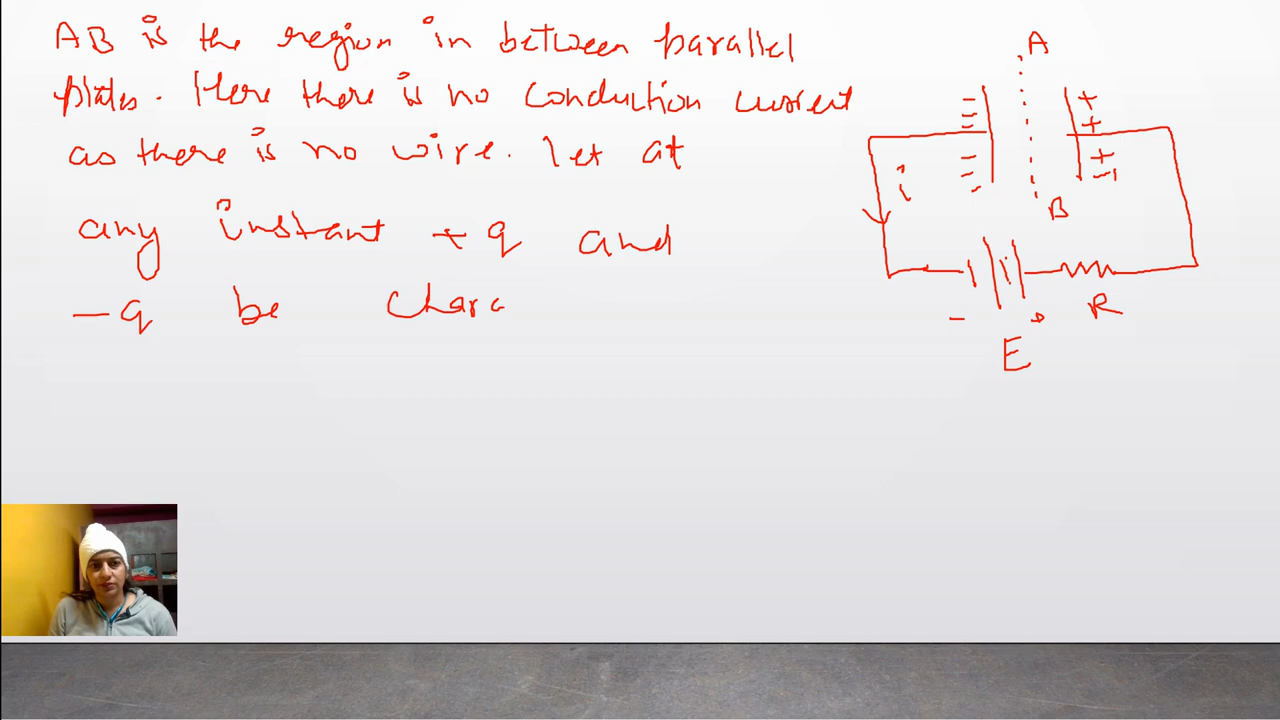 AB is the region in between parallel
plates. Here there is no conduction current
as there is no wire. Let at
any instant + q and
- q be charg
A
B
i
R
- +
E